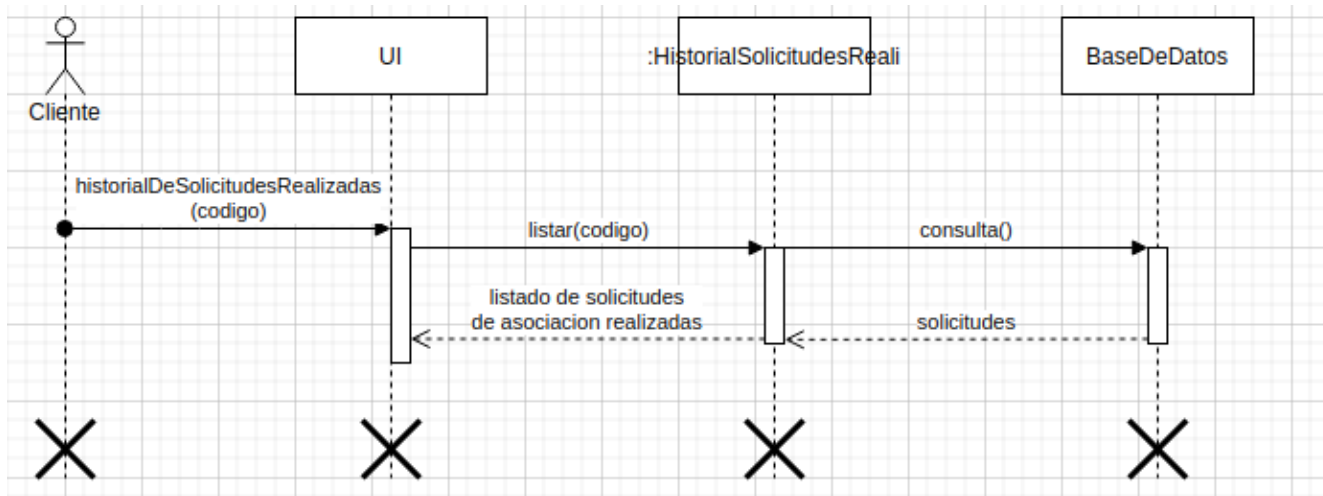 UI
:HistorialSolicitudesReali
BaseDeDatos
Cliente
historialDeSolicitudesRealizadas
(codigo)
listar(codigo)
consulta()
listado de solicitudes
de asociacion realizadas
solicitudes